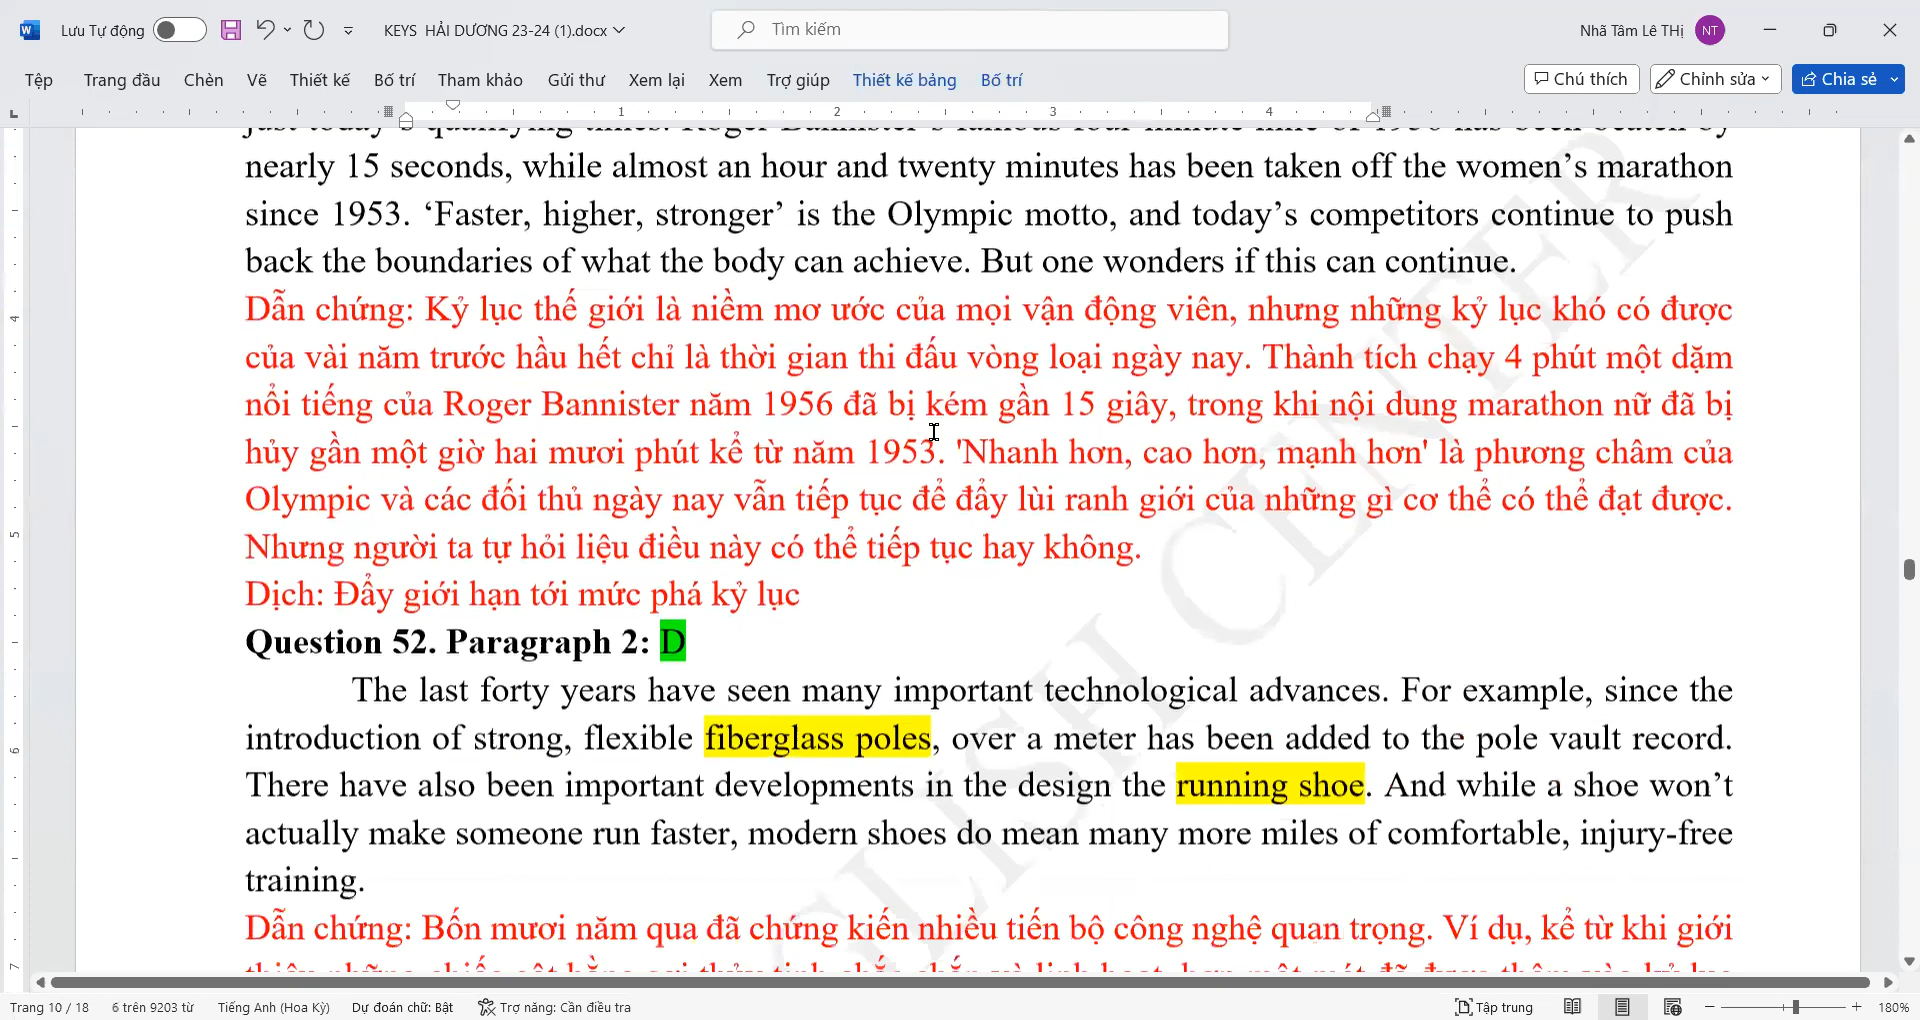 Lưu Tự động
KEYS HẢI DƯƠNG 23-24 (1).docx
Tìm kiếm
Nhã Tâm Lê THị
NT
Tệp Trang đầu Chèn Vẽ Thiết kế Bố trí Tham khảo Gửi thư Xem lại Xem Trợ giúp Thiết kế bảng Bố trí
Chú thích
Chỉnh sửa
Chia sẻ
1 2 3 4
nearly 15 seconds, while almost an hour and twenty minutes has been taken off the women’s marathon
since 1953. ‘Faster, higher, stronger’ is the Olympic motto, and today’s competitors continue to push
back the boundaries of what the body can achieve. But one wonders if this can continue.
Dẫn chứng: Kỷ lục thế giới là niềm mơ ước của mọi vận động viên, nhưng những kỷ lục khó có được
của vài năm trước hầu hết chỉ là thời gian thi đấu vòng loại ngày nay. Thành tích chạy 4 phút một dặm
nổi tiếng của Roger Bannister năm 1956 đã bị kém gần 15 giây, trong khi nội dung marathon nữ đã bị
hủy gần một giờ hai mươi phút kể từ năm 1953. 'Nhanh hơn, cao hơn, mạnh hơn' là phương châm của
Olympic và các đối thủ ngày nay vẫn tiếp tục để đẩy lùi ranh giới của những gì cơ thể có thể đạt được.
Nhưng người ta tự hỏi liệu điều này có thể tiếp tục hay không.
Dịch: Đẩy giới hạn tới mức phá kỷ lục
Question 52. Paragraph 2: D
The last forty years have seen many important technological advances. For example, since the
introduction of strong, flexible fiberglass poles, over a meter has been added to the pole vault record.
There have also been important developments in the design the running shoe. And while a shoe won’t
actually make someone run faster, modern shoes do mean many more miles of comfortable, injury-free
training.
Dẫn chứng: Bốn mươi năm qua đã chứng kiến nhiều tiến bộ công nghệ quan trọng. Ví dụ, kể từ khi giới
4
5
6
7
Trang 10 / 18 6 trên 9203 từ Tiếng Anh (Hoa Kỳ) Dự đoán chữ: Bật Trợ năng: Cần điều tra
Tập trung
180%